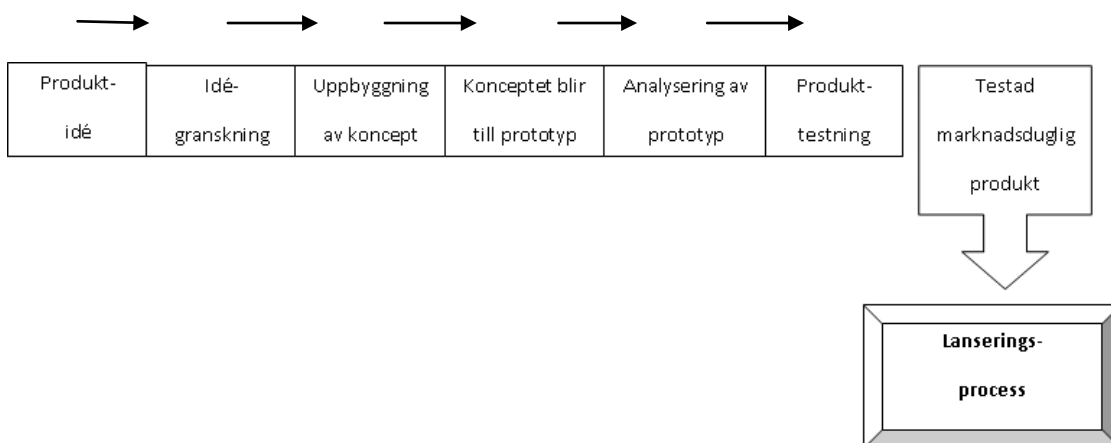 Produkt-
idé
Idé-
granskning
Uppbyggning
av koncept
Konceptet blir
till prototyp
Analysering av
prototyp
Produkt-
testning
Testad
marknadsduglig
produkt
Lanserings-
process